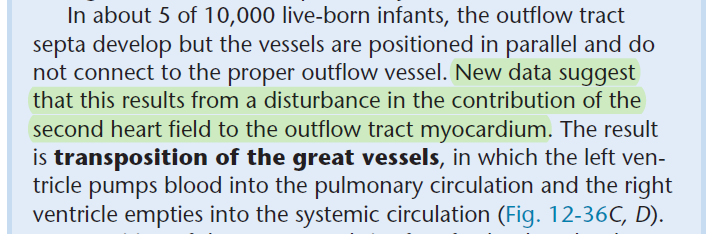 In about 5 of 10,000 live-born infants, the outflow tract
septa develop but the vessels are positioned in parallel and do
not connect to the proper outflow vessel. New data suggest
that this results from a disturbance in the contribution of the
second heart field to the outflow tract myocardium. The result
is transposition of the great vessels, in which the left ven-
tricle pumps blood into the pulmonary circulation and the right
ventricle empties into the systemic circulation (Fig. 12-36C, D).